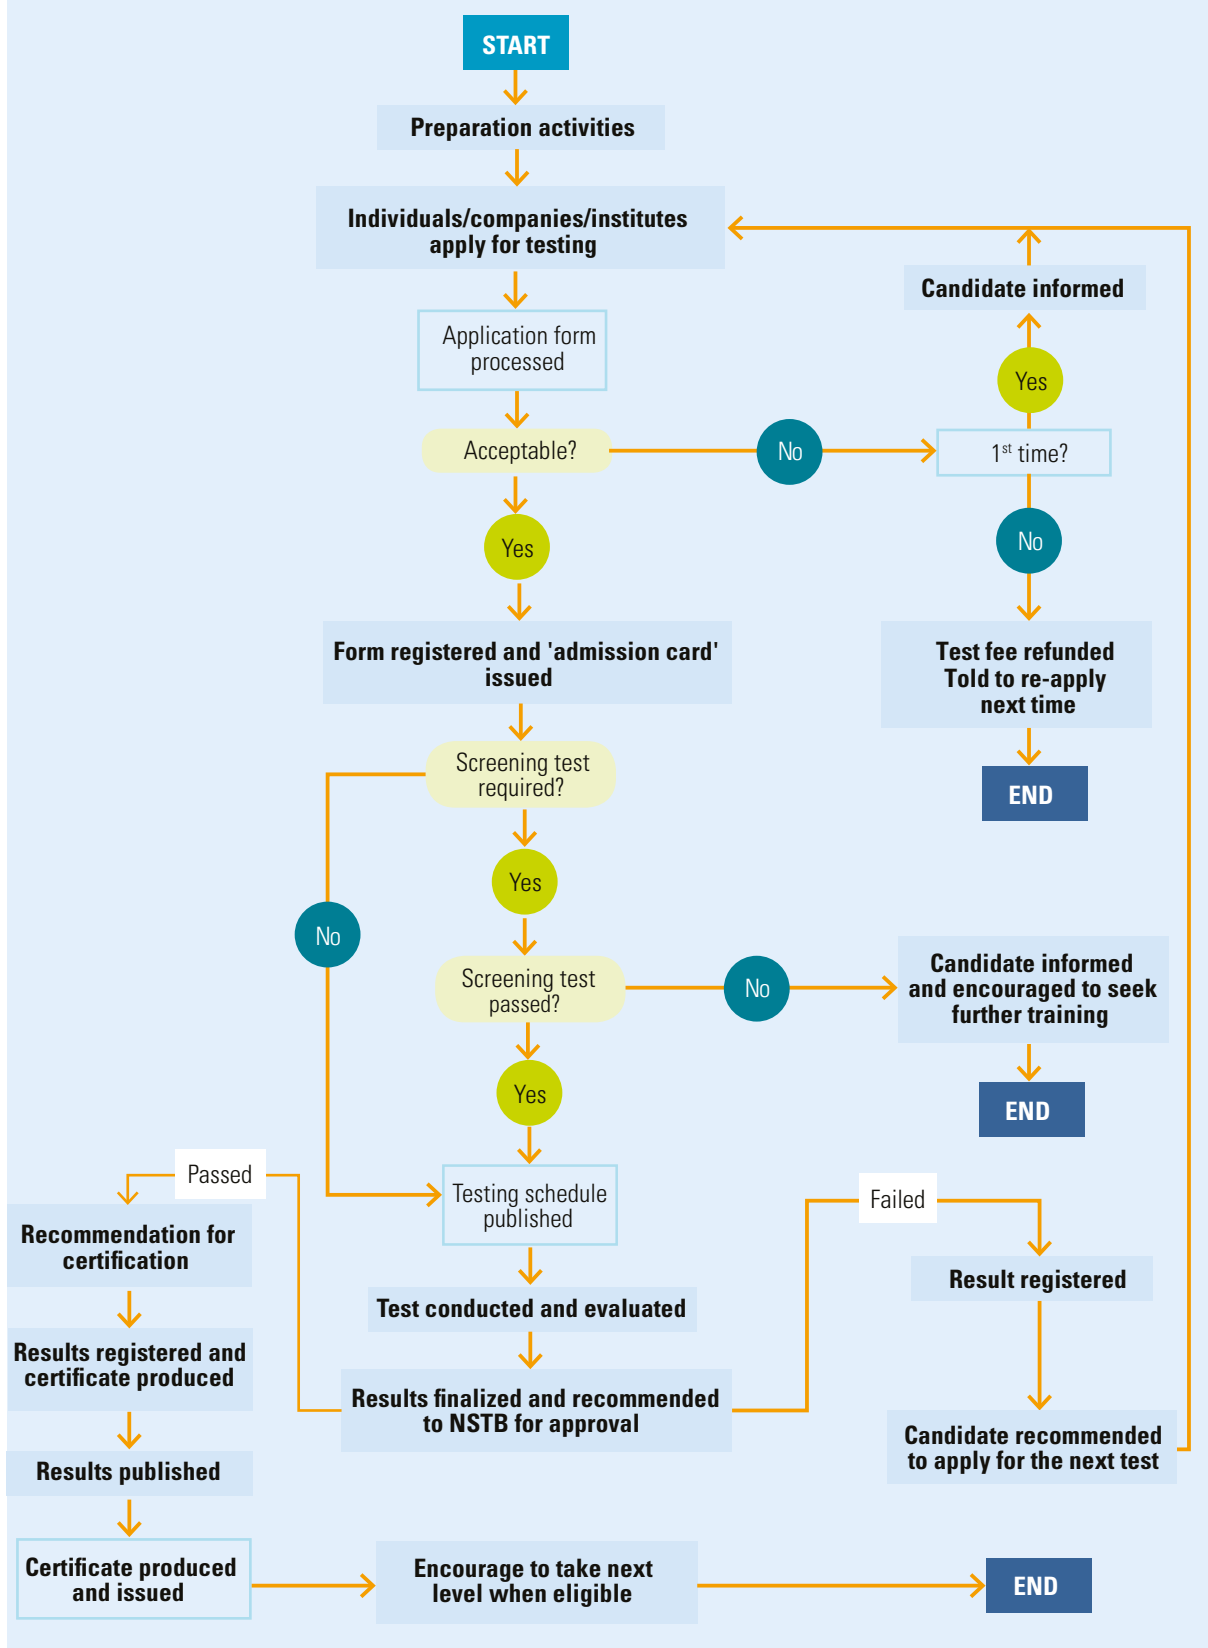 START
Preparation activities
Individuals/companies/institutes
apply for testing
Candidate informed
Application form
processed
Yes
Acceptable?
No
1st time?
Yes
No
Form registered and 'admission card'
issued
Test fee refunded
Told to re-apply
next time
Screening test
required?
END
Yes
No
Screening test
passed?
No
Candidate informed
and encouraged to seek
further training
Yes
END
Passed
Testing schedule
published
Failed
Recommendation for
certification
Result registered
Test conducted and evaluated
Results registered and
certificate produced
Results finalized and recommended
to NSTB for approval
Candidate recommended
to apply for the next test
Results published
Certificate produced
and issued
Encourage to take next
level when eligible
END